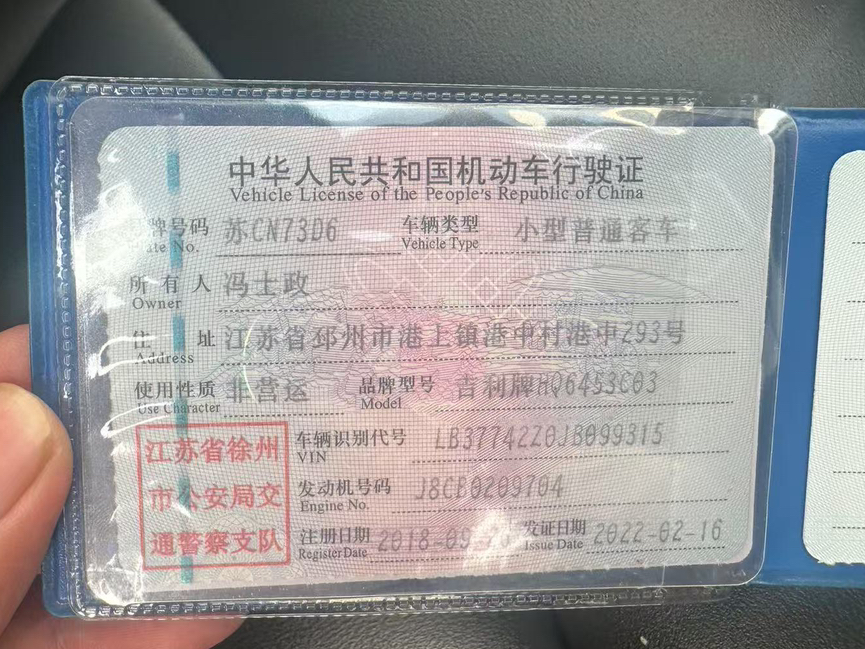 中华人民共和国机动车行驶证
Vehicle License of the People's Republic of China
号牌号码 苏CN73D6 车辆类型 小型普通客车
Plate No. Vehicle Type
所有人 冯士政
Owner
住址 江苏省邳州市港上镇港中村港中293号
Address
使用性质 非营运 品牌型号 吉利牌HQ6453C03
Use Character Model
江苏省徐州 车辆识别代号 LB37742Z0JB099315
VIN
市公安局交 发动机号码 J8CB0209704
Engine No.
通警察支队 注册日期 2018-09 发证日期 2022-02-16
Register Date Issue Date